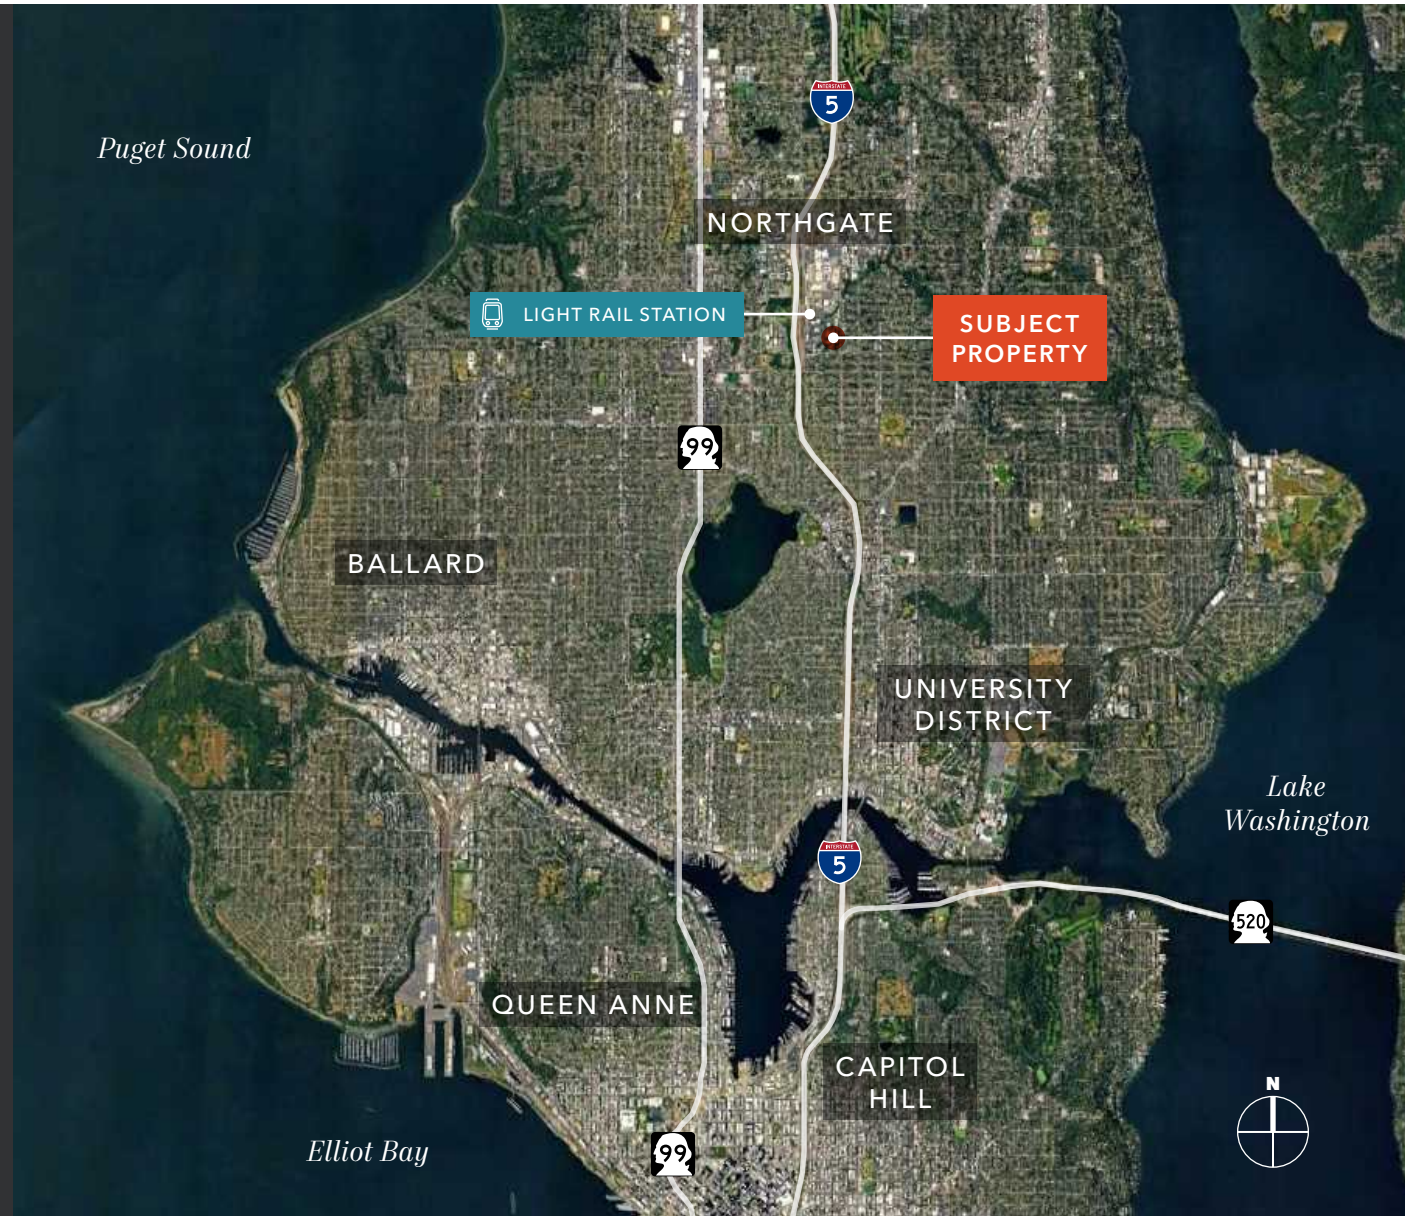 INTERSTATE
5
Puget Sound
NORTHGATE
LIGHT RAIL STATION
SUBJECT
PROPERTY
99
BALLARD
UNIVERSITY
DISTRICT
Lake
Washington
INTERSTATE
5
520
QUEEN ANNE
CAPITOL
HILL
N
Elliot Bay
99